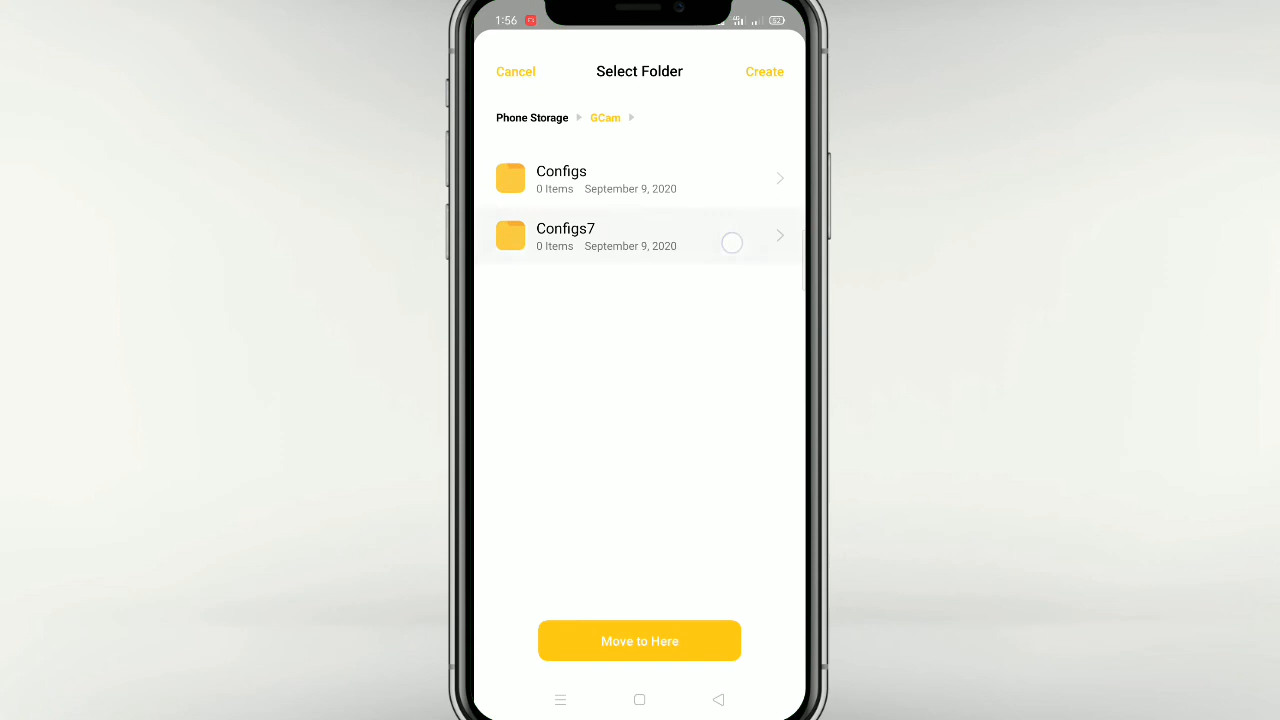 1:56
62
Cancel Select Folder Create
Phone Storage GCam
Configs
0 Items September 9, 2020
Configs7
0 Items September 9, 2020
Move to Here